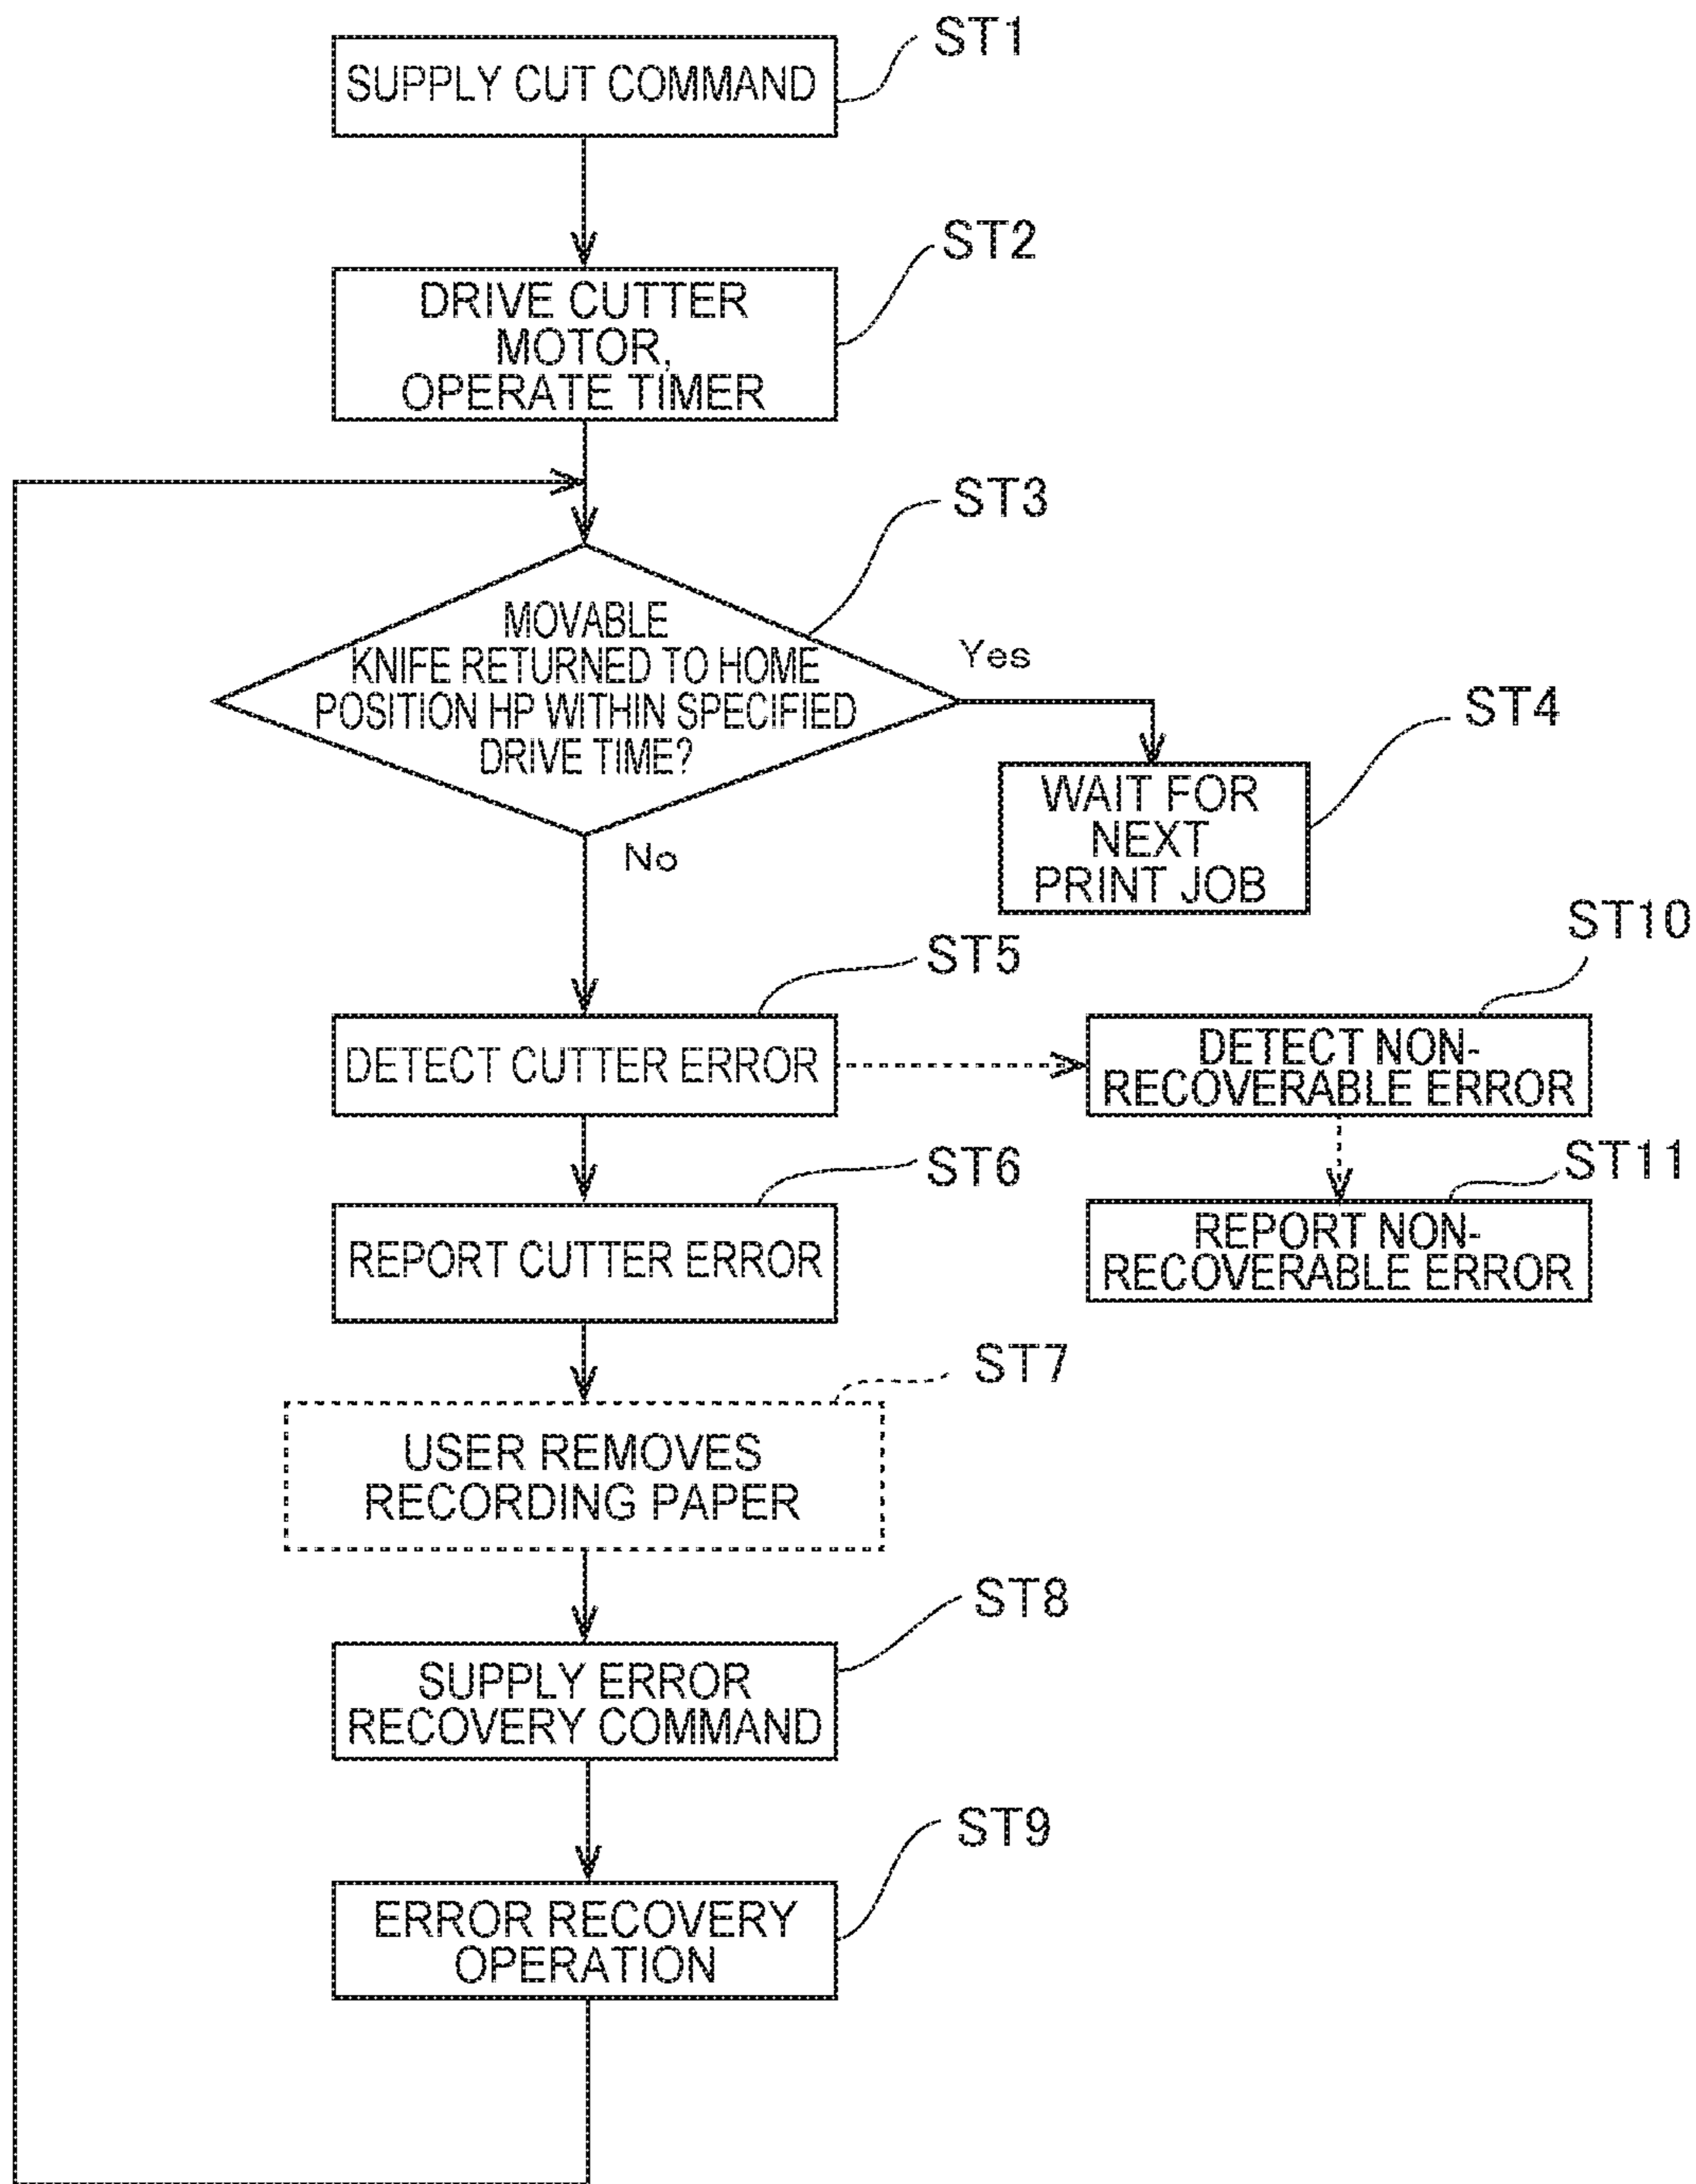 ST1
SUPPLY CUT COMMAND
ST2
DRIVE CUTTER
MOTOR,
OPERATE TIMER
ST3
MOVABLE
KNIFE RETURNED TO HOME
POSITION HP WITHIN SPECIFIED
DRIVE TIME?
Yes
ST4
WAIT FOR
NEXT
PRINT JOB
No
ST5
DETECT CUTTER ERROR
ST10
DETECT NON-
RECOVERABLE ERROR
ST6
REPORT CUTTER ERROR
ST11
REPORT NON-
RECOVERABLE ERROR
ST7
USER REMOVES
RECORDING PAPER
ST8
SUPPLY ERROR
RECOVERY COMMAND
ST9
ERROR RECOVERY
OPERATION